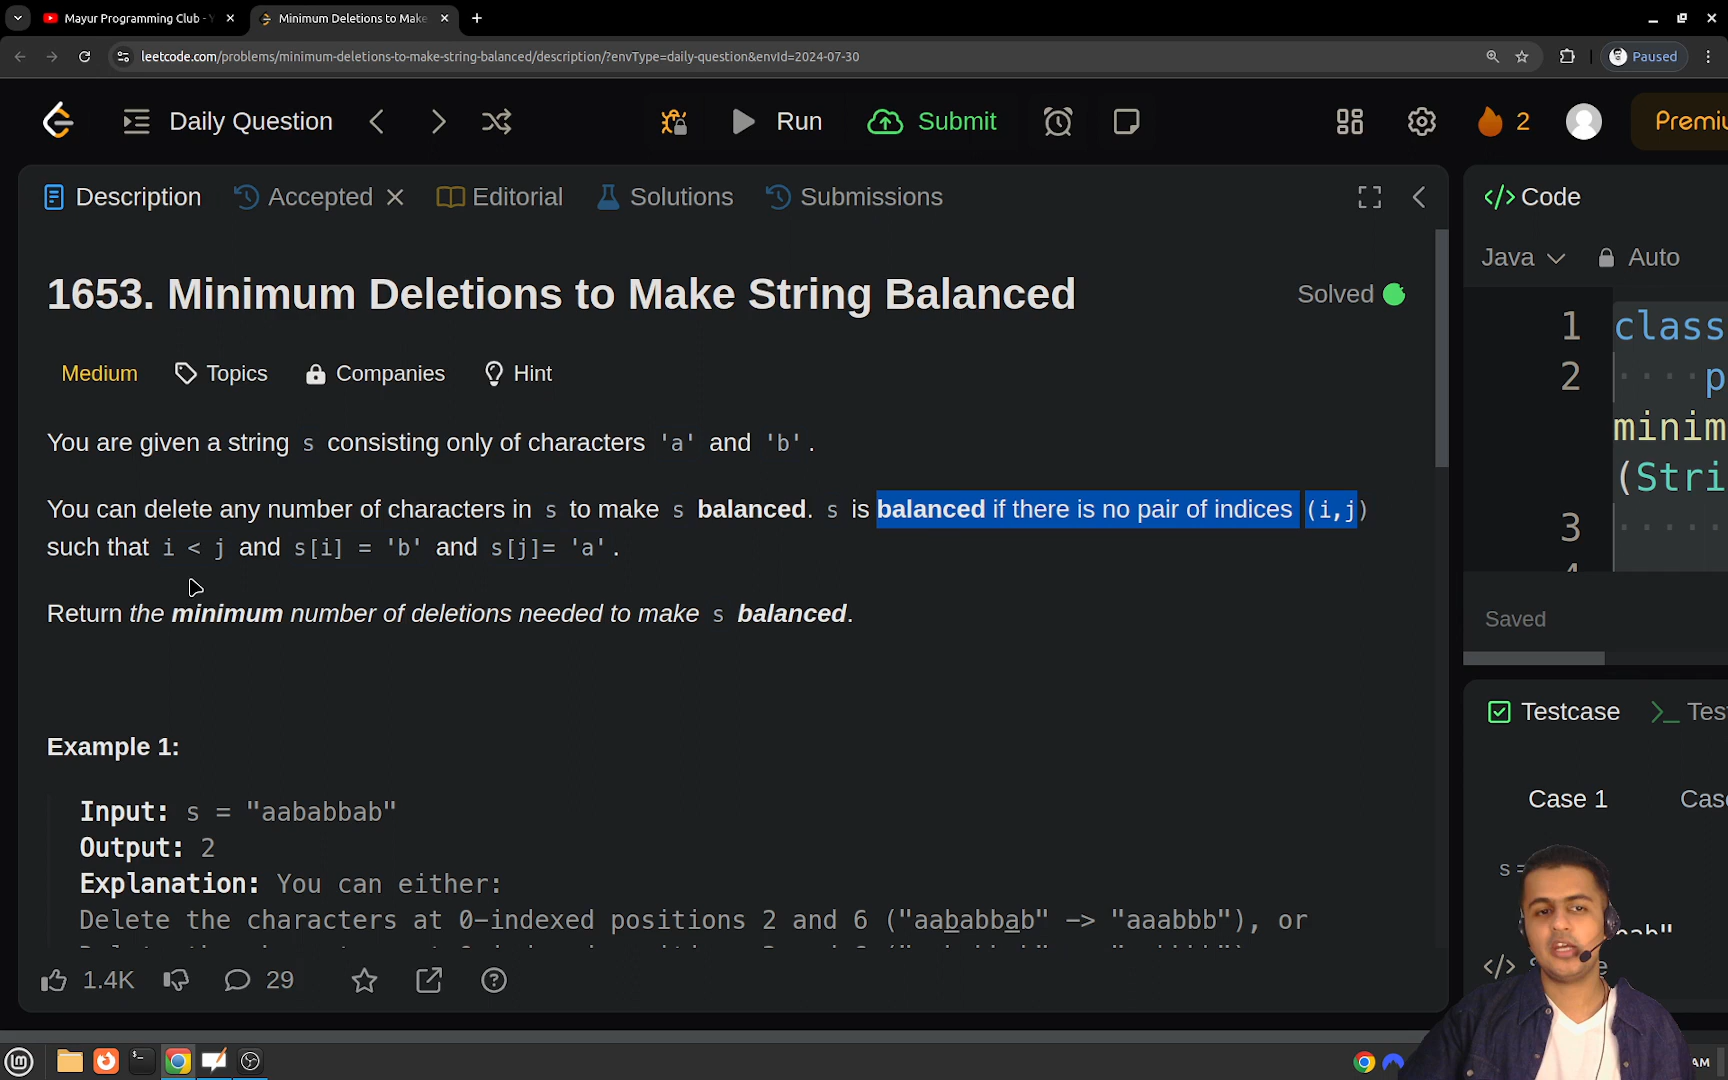 Mayur Programming Club -
Minimum Deletions to Make
leetcode.com/problems/minimum-deletions-to-make-string-balanced/description/?envType=daily-question&envId=2024-07-30
Paused
Daily Question
Run
Submit
2
Premiu
Description
Accepted
Editorial
Solutions
Submissions
</> Code
Java
Auto
1653. Minimum Deletions to Make String Balanced
Solved
Medium
Topics
Companies
Hint
You are given a string s consisting only of characters 'a' and 'b'.
You can delete any number of characters in s to make s balanced. s is balanced if there is no pair of indices (i,j)
such that i < j and s[i] = 'b' and s[j]= 'a'.
Return the minimum number of deletions needed to make s balanced.
Example 1:
Input: s = "aababbab"
Output: 2
Explanation: You can either:
Delete the characters at 0-indexed positions 2 and 6 ("aababbab" -> "aaabbb"), or
1.4K
29
1 class
2 p
minim
(Stri
3
Saved
Testcase
Tes
Case 1
Cas
s =
bab"
</> S
e
AM